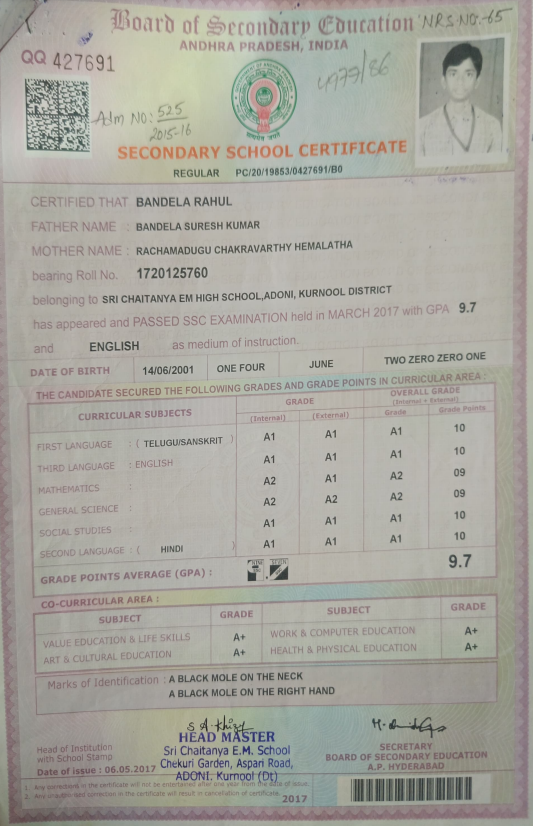 Board of Secondary Education NRS.NO.-65
ANDHRA PRADESH, INDIA
QQ 427691
4979/86
Adm No: 525
2015-16
SECONDARY SCHOOL CERTIFICATE
REGULAR PC/20/19853/0427691/B0
CERTIFIED THAT BANDELA RAHUL
FATHER NAME : BANDELA SURESH KUMAR
MOTHER NAME : RACHAMADUGU CHAKRAVARTHY HEMALATHA
bearing Roll No. 1720125760
belonging to SRI CHAITANYA EM HIGH SCHOOL,ADONI, KURNOOL DISTRICT
has appeared and PASSED SSC EXAMINATION held in MARCH 2017 with GPA 9.7
and ENGLISH as medium of instruction.
DATE OF BIRTH 14/06/2001 ONE FOUR JUNE TWO ZERO ZERO ONE
THE CANDIDATE SECURED THE FOLLOWING GRADES AND GRADE POINTS IN CURRICULAR AREA :
CURRICULAR SUBJECTS GRADE OVERALL GRADE
(Internal + External)
(Internal) (External) Grade Grade Points
FIRST LANGUAGE : ( TELUGU/SANSKRIT ) A1 A1 A1 10
THIRD LANGUAGE : ENGLISH A1 A1 A1 10
MATHEMATICS : A2 A1 A2 09
GENERAL SCIENCE : A2 A2 A2 09
SOCIAL STUDIES : A1 A1 A1 10
SECOND LANGUAGE : ( HINDI ) A1 A1 A1 10
GRADE POINTS AVERAGE (GPA) : 9.7
CO-CURRICULAR AREA :
SUBJECT GRADE SUBJECT GRADE
VALUE EDUCATION & LIFE SKILLS A+ WORK & COMPUTER EDUCATION A+
ART & CULTURAL EDUCATION A+ HEALTH & PHYSICAL EDUCATION A+
Marks of Identification : A BLACK MOLE ON THE NECK
A BLACK MOLE ON THE RIGHT HAND
Head of Institution
with School Stamp
Date of issue : 06.05.2017
HEAD MASTER
Sri Chaitanya E.M. School
Chekuri Garden, Aspari Road,
ADONI, Kurnool (Dt)
SECRETARY
BOARD OF SECONDARY EDUCATION
A.P. HYDERABAD
1 Any corrections in the certificate will not be entertained after one year from the date of issue.
2 Any unauthorised correction in the certificate will result in cancellation of certificate.
2017